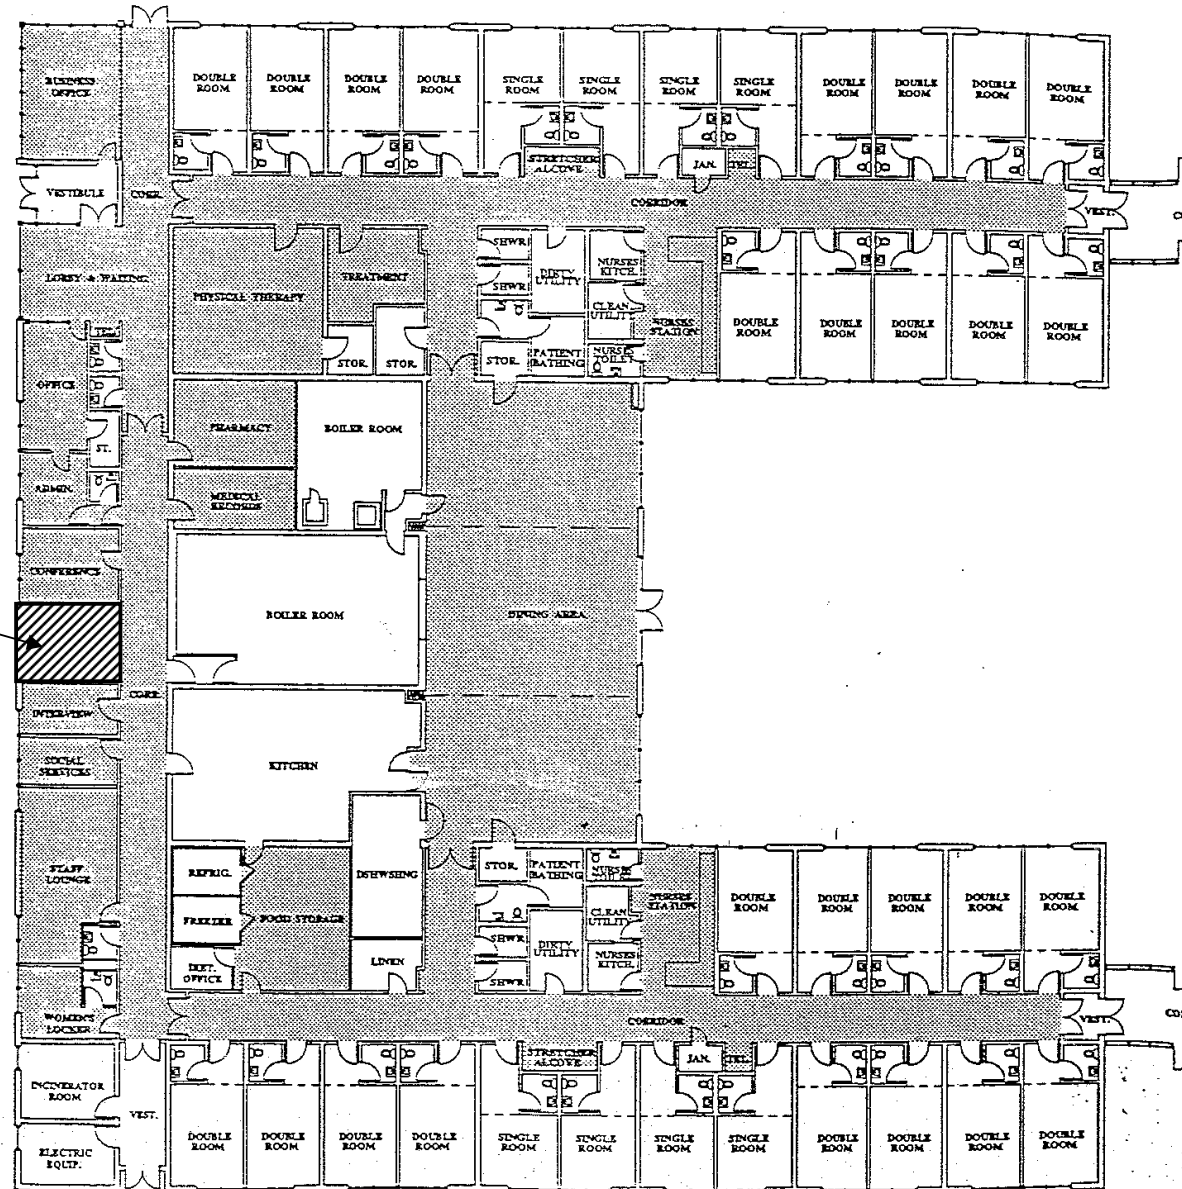 DOUBLE ROOM
DOUBLE ROOM
DOUBLE ROOM
DOUBLE ROOM
SINGLE ROOM
SINGLE ROOM
SINGLE ROOM
SINGLE ROOM
DOUBLE ROOM
DOUBLE ROOM
DOUBLE ROOM
DOUBLE ROOM
BUSINESS
OFFICE
STRETCHER
ALCOVE
JAN.
TEL.
VESTIBULE
CORR.
CORRIDOR
VEST.
LOBBY & WAITING
PHYSICAL THERAPY
TREATMENT
SHWR.
SHWR.
DIRTY
UTILITY
NURSES
KITCH.
CLEAN
UTILITY
NURSES
STATION
DOUBLE ROOM
DOUBLE ROOM
DOUBLE ROOM
DOUBLE ROOM
DOUBLE ROOM
STOR.
STOR.
STOR.
PATIENT
BATHING
NURSES
TOILET
OFFICE
ST.
ADMIN.
PHARMACY
BOILER ROOM
MEDICAL
RECORDS
CONFERENCE
BOILER ROOM
DINING AREA
INTERVIEW
CORR.
SOCIAL
SERVICES
KITCHEN
STAFF
LOUNGE
REFRIG.
FREEZER
FOOD STORAGE
DSHWSHNG
DIET.
OFFICE
LINEN
STOR.
PATIENT
BATHING
NURSES
CLEAN
UTILITY
SHWR.
DIRTY
UTILITY
NURSES
KITCH.
SHWR.
NURSES
STATION
DOUBLE ROOM
DOUBLE ROOM
DOUBLE ROOM
DOUBLE ROOM
DOUBLE ROOM
WOMEN'S
LOCKER
CORRIDOR
VEST.
STRETCHER
ALCOVE
JAN.
TEL.
INCINERATOR
ROOM
VEST.
ELECTRIC
EQUIP.
DOUBLE ROOM
DOUBLE ROOM
DOUBLE ROOM
DOUBLE ROOM
SINGLE ROOM
SINGLE ROOM
SINGLE ROOM
SINGLE ROOM
DOUBLE ROOM
DOUBLE ROOM
DOUBLE ROOM
DOUBLE ROOM